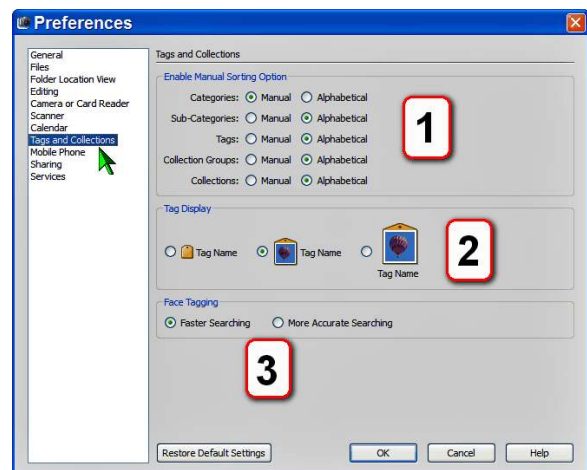 Preferences
General
Files
Folder Location View
Editing
Camera or Card Reader
Scanner
Calendar
Tags and Collections
Mobile Phone
Sharing
Services
Tags and Collections
Enable Manual Sorting Option
Categories: Manual Alphabetical
Sub-Categories: Manual Alphabetical
Tags: Manual Alphabetical
Collection Groups: Manual Alphabetical
Collections: Manual Alphabetical
1
Tag Display
Tag Name Tag Name
Tag Name
2
Face Tagging
Faster Searching More Accurate Searching
3
Restore Default Settings OK Cancel Help